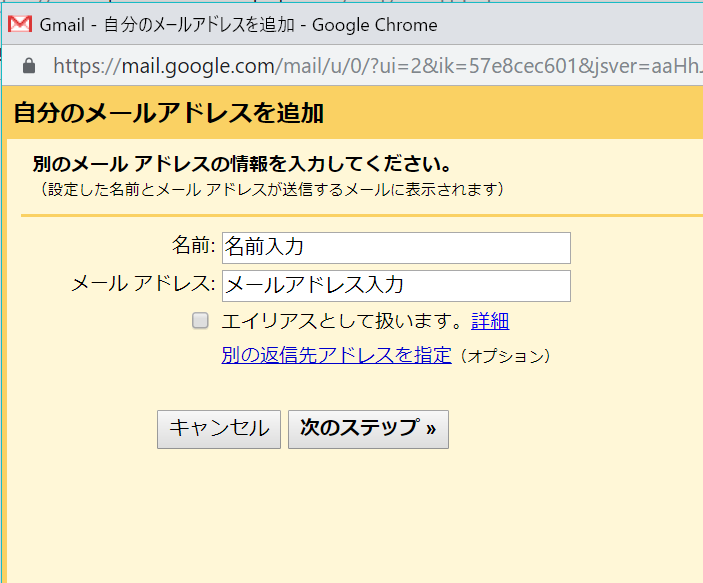 Gmail - 自分のメールアドレスを追加 - Google Chrome
https://mail.google.com/mail/u/0/?ui=2&ik=57e8cec601&jsver=aaHhJ
自分のメールアドレスを追加
別のメール アドレスの情報を入力してください。
（設定した名前とメール アドレスが送信するメールに表示されます）
名前: 名前入力
メール アドレス: メールアドレス入力
エイリアスとして扱います。詳細
別の返信先アドレスを指定（オプション）
キャンセル 次のステップ »